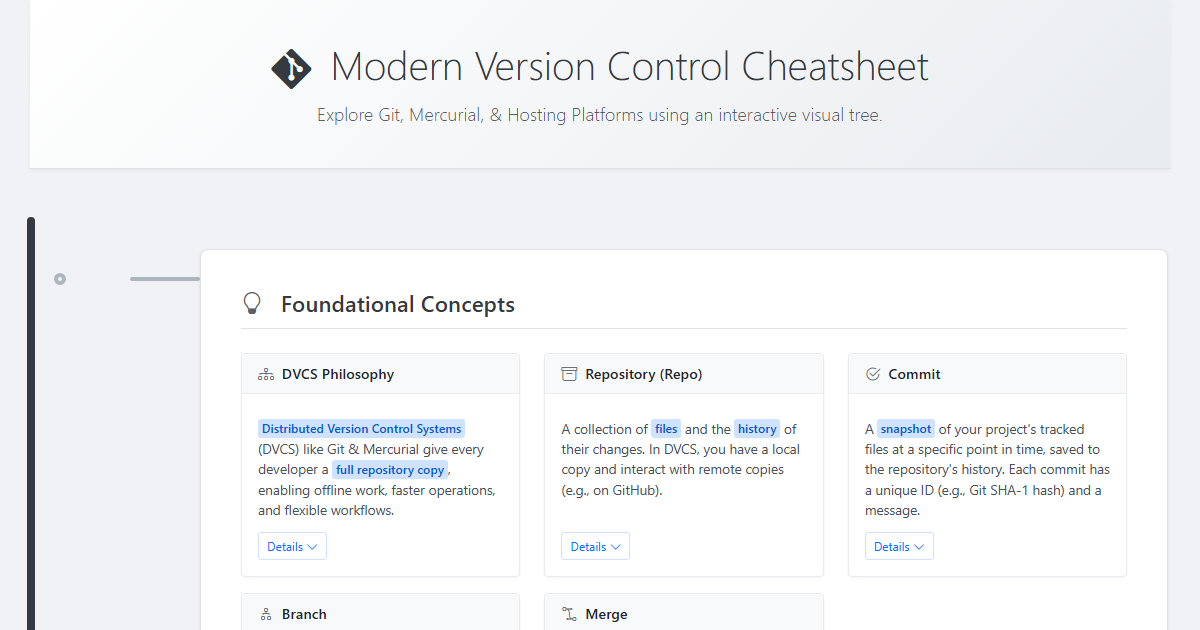 Modern Version Control Cheatsheet
Explore Git, Mercurial, & Hosting Platforms using an interactive visual tree.
Foundational Concepts
DVCS Philosophy
Distributed Version Control Systems
(DVCS) like Git & Mercurial give every
developer a full repository copy,
enabling offline work, faster operations,
and flexible workflows.
Details
Repository (Repo)
A collection of files and the history of
their changes. In DVCS, you have a local
copy and interact with remote copies
(e.g., on GitHub).
Details
Commit
A snapshot of your project's tracked
files at a specific point in time, saved to
the repository's history. Each commit has
a unique ID (e.g., Git SHA-1 hash) and a
message.
Details
Branch
Merge